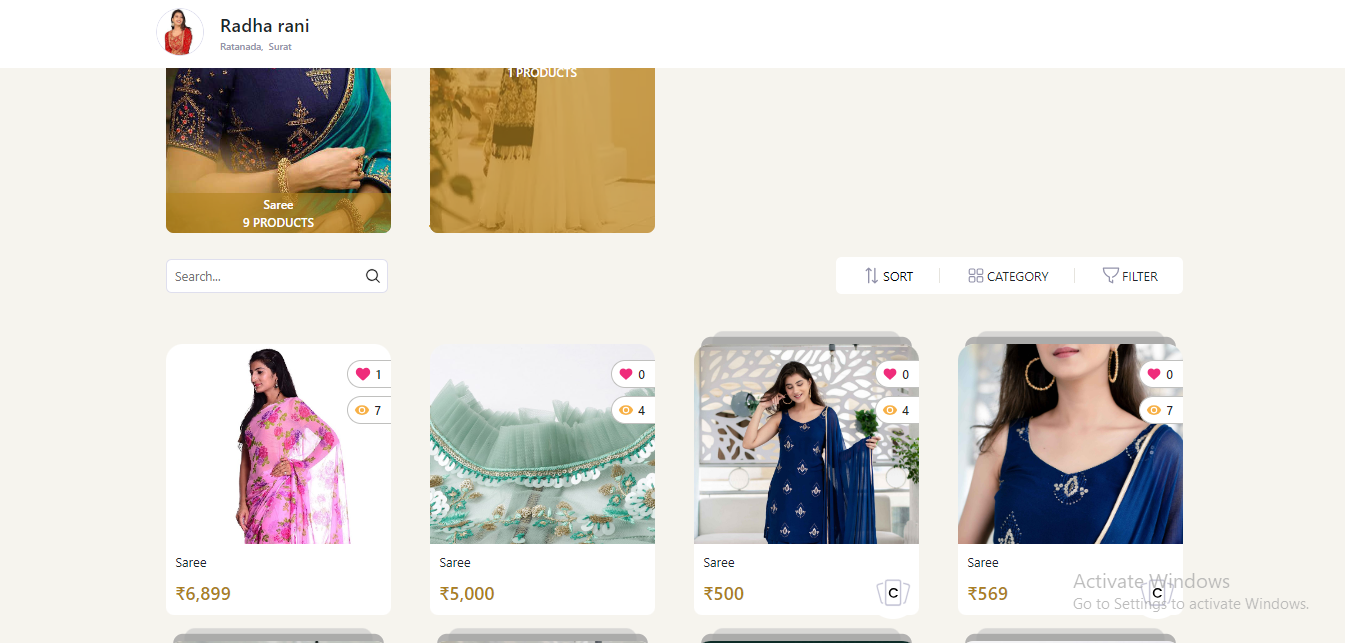 Radha rani
Ratanada, Surat
1 PRODUCTS
Saree
9 PRODUCTS
Search...
SORT
CATEGORY
FILTER
1
7
0
4
0
4
0
7
Saree
₹6,899
Saree
₹5,000
Saree
₹500
C
Saree
₹569
C
Activate Windows
Go to Settings to activate Windows.